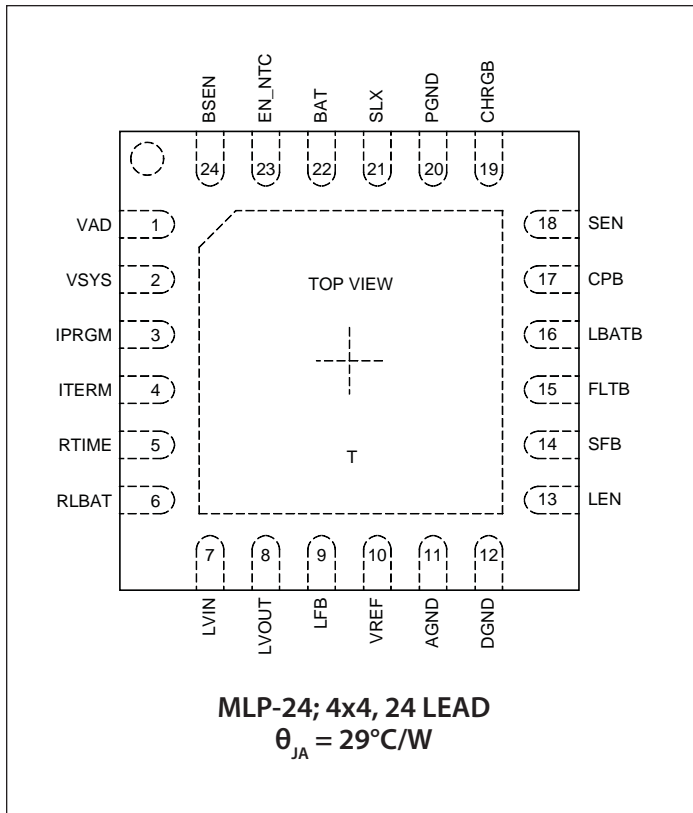 BSEN
EN_NTC
BAT
SLX
PGND
CHRGB
24
23
22
21
20
19
VAD 1
VSYS 2
IPRGM 3
ITERM 4
RTIME 5
RLBAT 6
TOP VIEW
T
18 SEN
17 CPB
16 LBATB
15 FLTB
14 SFB
13 LEN
7
8
9
10
11
12
LVIN
LVOUT
LFB
VREF
AGND
DGND
MLP-24; 4x4, 24 LEAD
θJA = 29°C/W